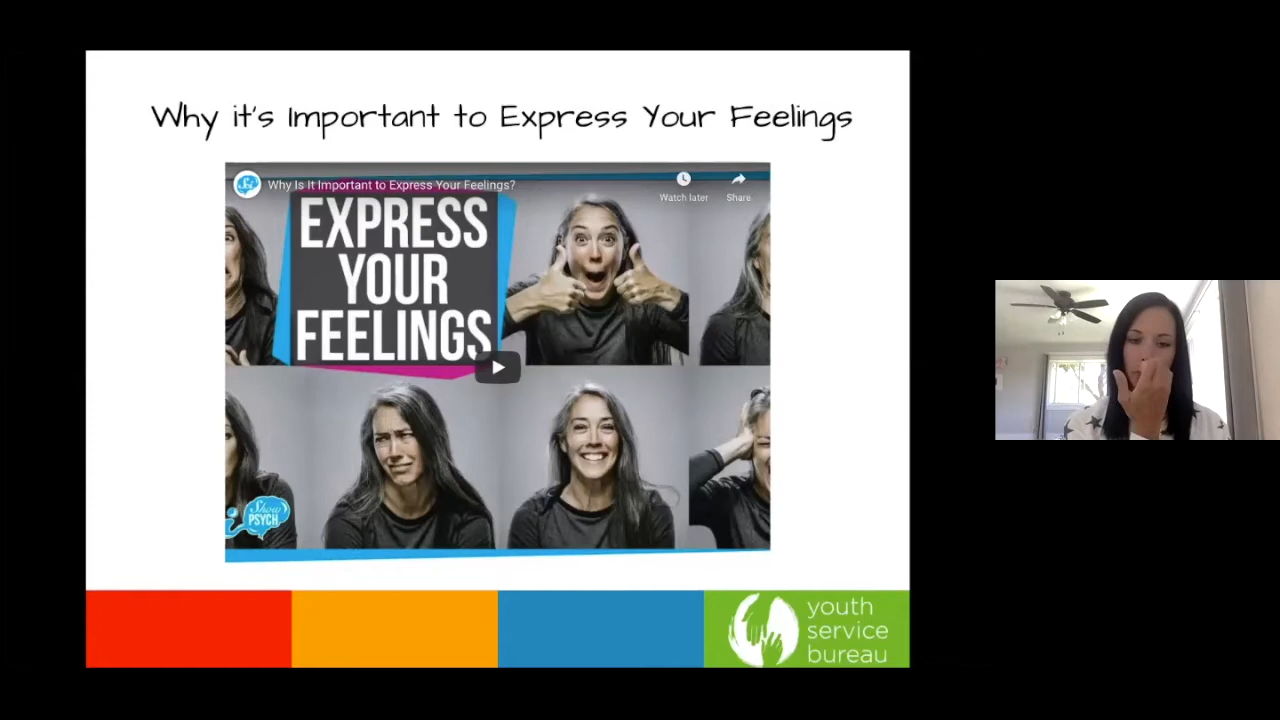 Why it's Important to Express Your Feelings
Why Is It Important to Express Your Feelings?
Watch later
Share
EXPRESS
YOUR
FEELINGS
Show
PSYCH
youth
service
bureau